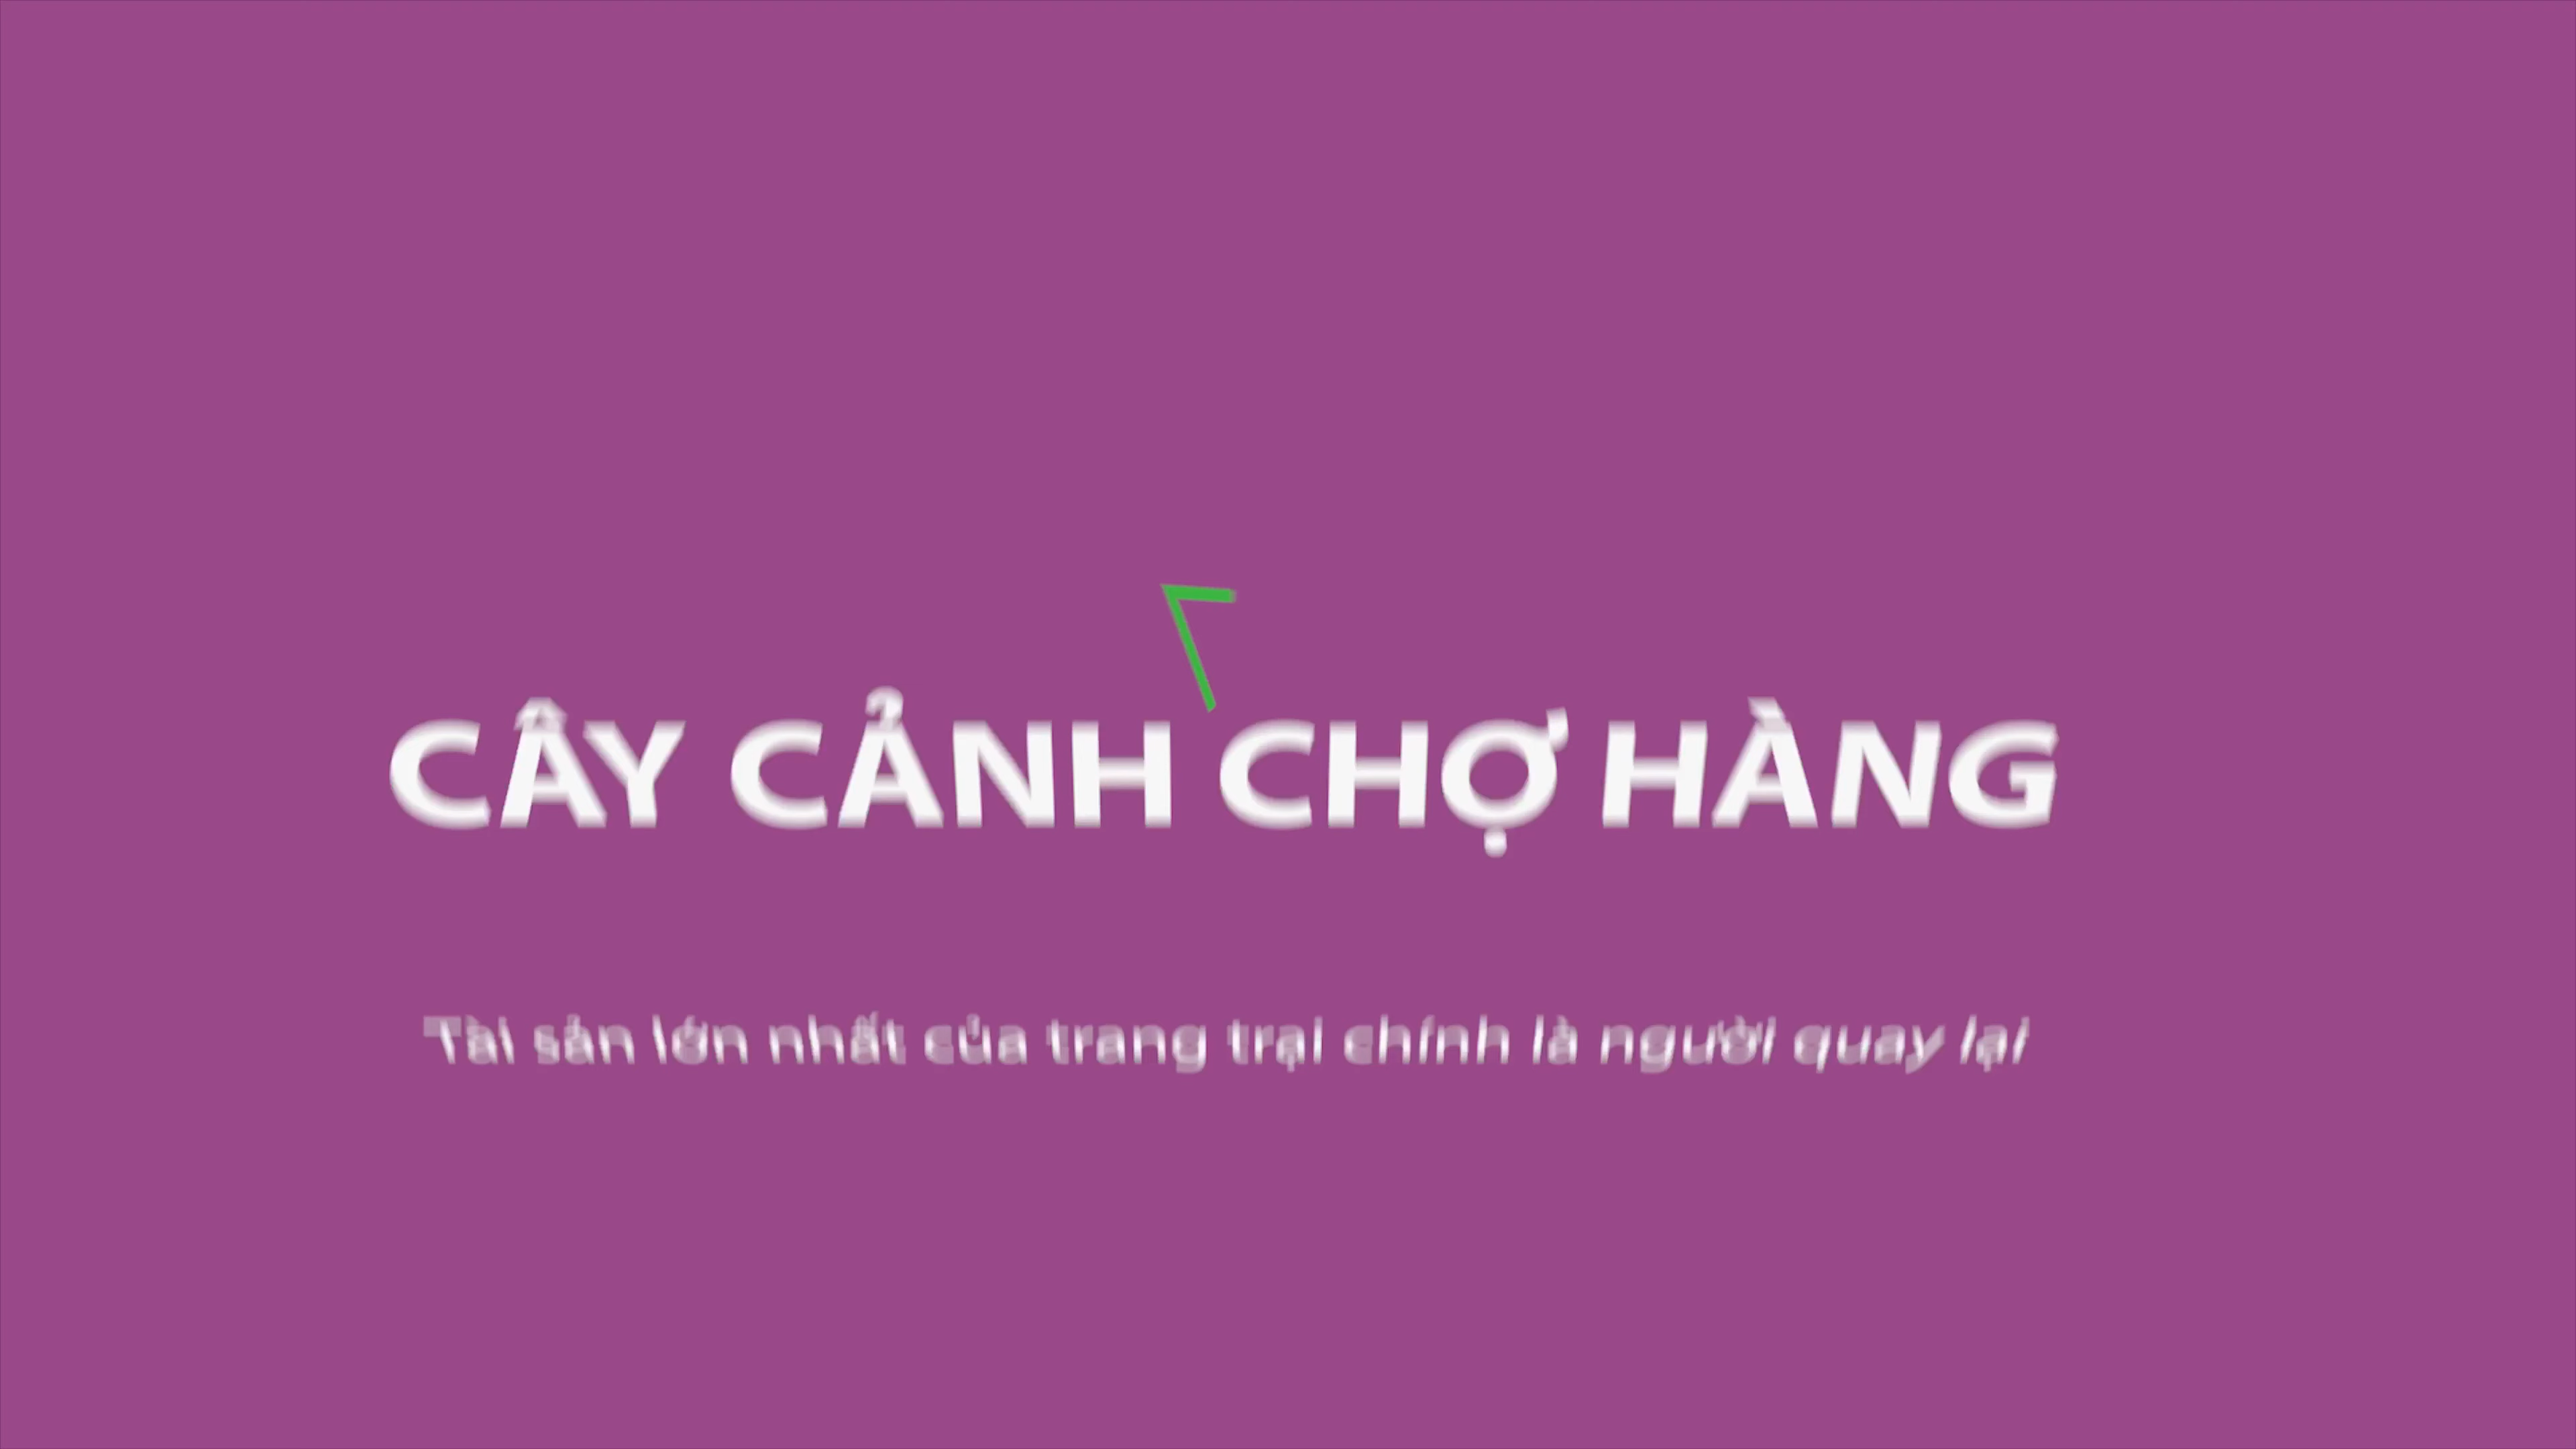 CÂY CẢNH CHỢ HÀNG
Tài sản lớn nhất của trang trại chính là người quay lại